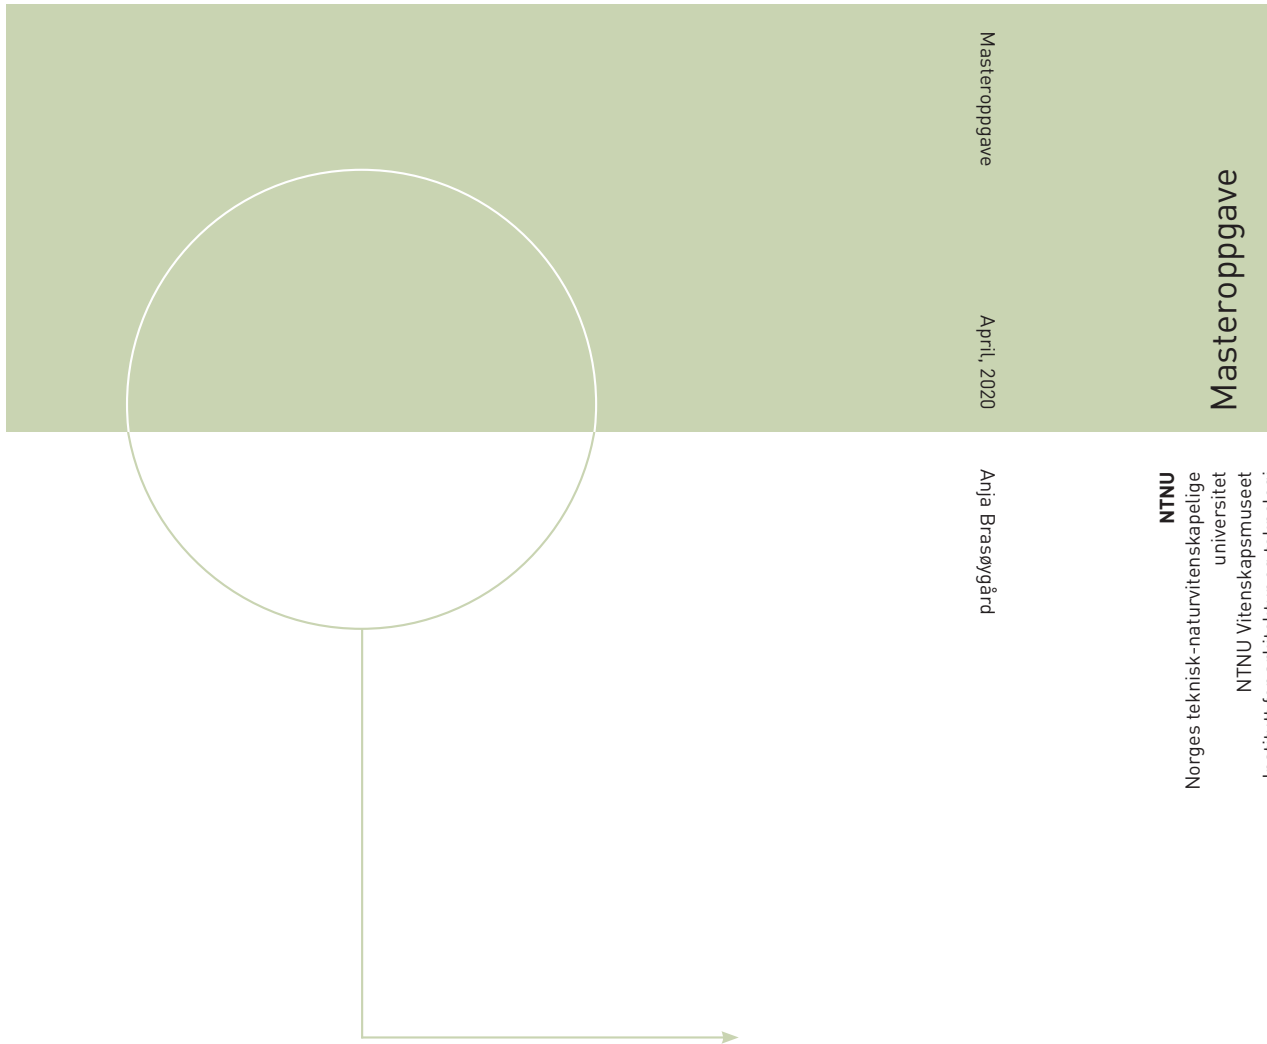 Masteroppgave
April, 2020
Anja Brasøygård
Masteroppgave
NTNU
Norges teknisk-naturvitenskapelige
universitet
NTNU Vitenskapsmuseet